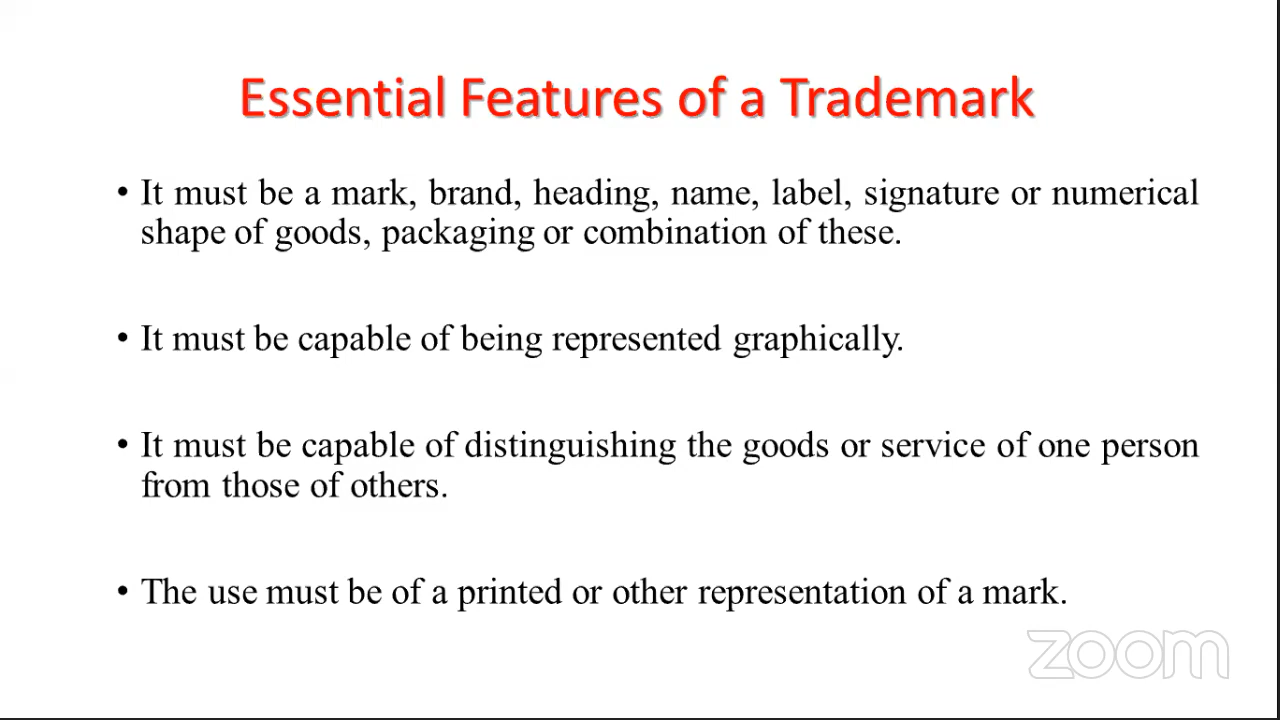 Essential Features of a Trademark
• It must be a mark, brand, heading, name, label, signature or numerical
shape of goods, packaging or combination of these.
• It must be capable of being represented graphically.
• It must be capable of distinguishing the goods or service of one person
from those of others.
• The use must be of a printed or other representation of a mark.
zoom